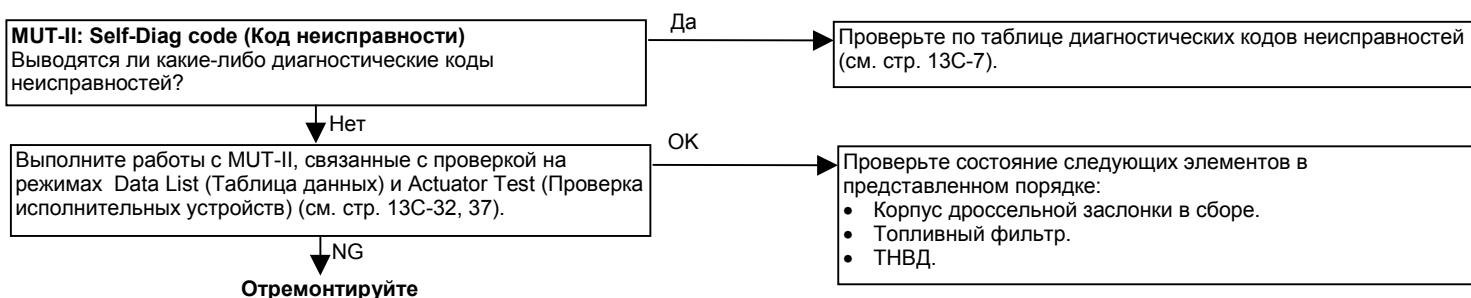 MUT-II: Self-Diag code (Код неисправности)
Выводятся ли какие-либо диагностические коды
неисправностей?
Да
Проверьте по таблице диагностических кодов неисправностей
(см. стр. 13C-7).
Нет
Выполните работы с MUT-II, связанные с проверкой на
режимах Data List (Таблица данных) и Actuator Test (Проверка
исполнительных устройств) (см. стр. 13C-32, 37).
OK
Проверьте состояние следующих элементов в
представленном порядке:
• Корпус дроссельной заслонки в сборе.
• Топливный фильтр.
• ТНВД.
NG
Отремонтируйте